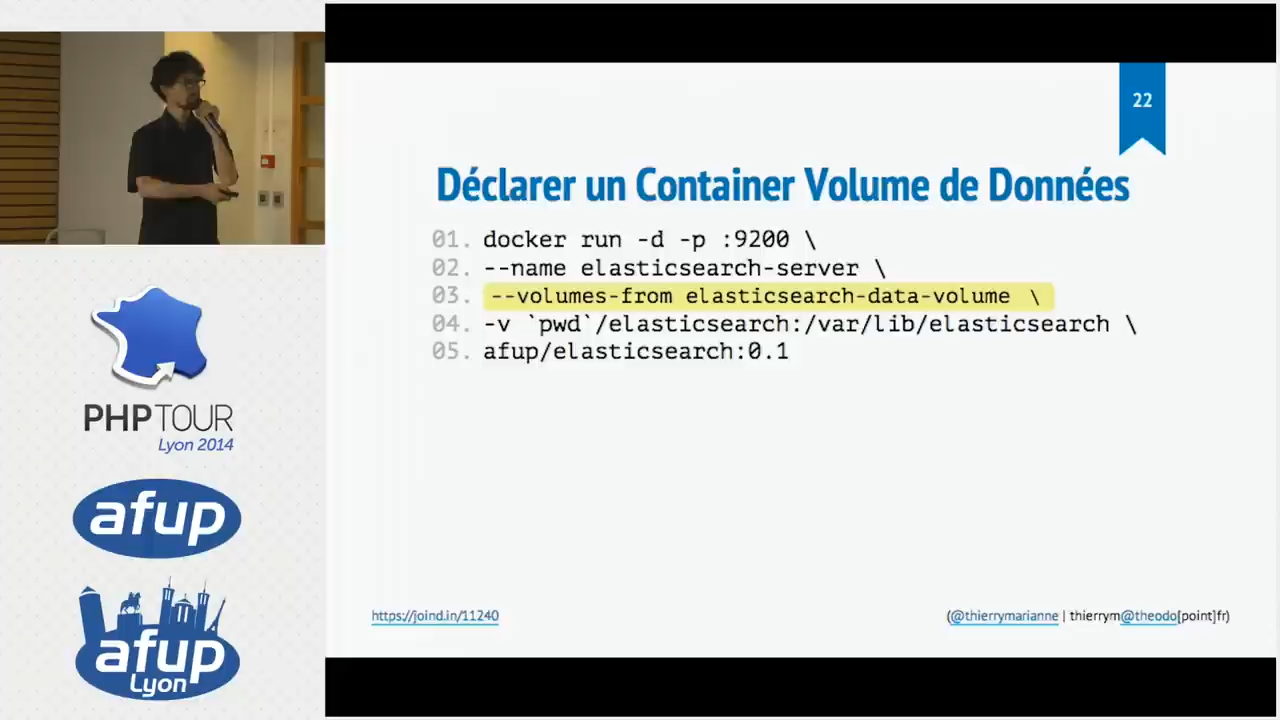 22
Déclarer un Container Volume de Données
01. docker run -d -p :9200 \
02. --name elasticsearch-server \
03. --volumes-from elasticsearch-data-volume \
04. -v `pwd`/elasticsearch:/var/lib/elasticsearch \
05. afup/elasticsearch:0.1
https://joind.in/11240
(@thierrymarianne | thierrym@theodo[point]fr)
PHPTOUR
Lyon 2014
afup
afup
Lyon